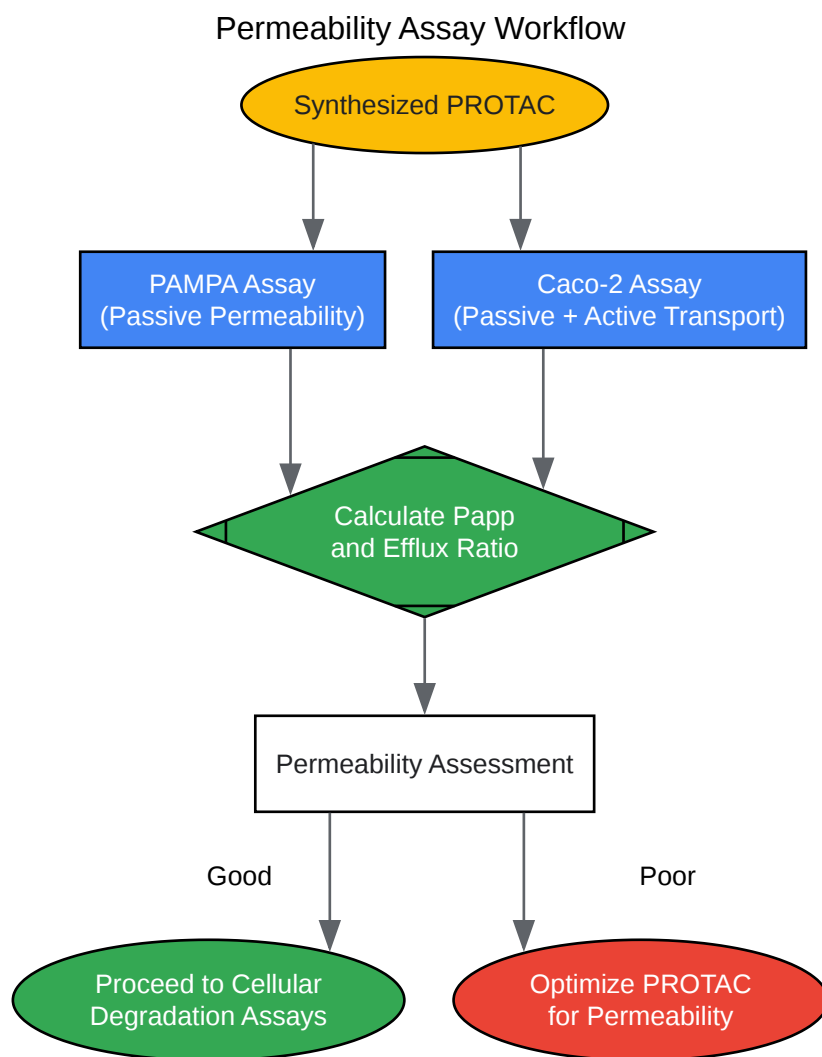 Permeability Assay Workflow
Synthesized PROTAC
PAMPA Assay
(Passive Permeability)
Caco-2 Assay
(Passive + Active Transport)
Calculate Papp
and Efflux Ratio
Permeability Assessment
Good
Poor
Proceed to Cellular
Degradation Assays
Optimize PROTAC
for Permeability